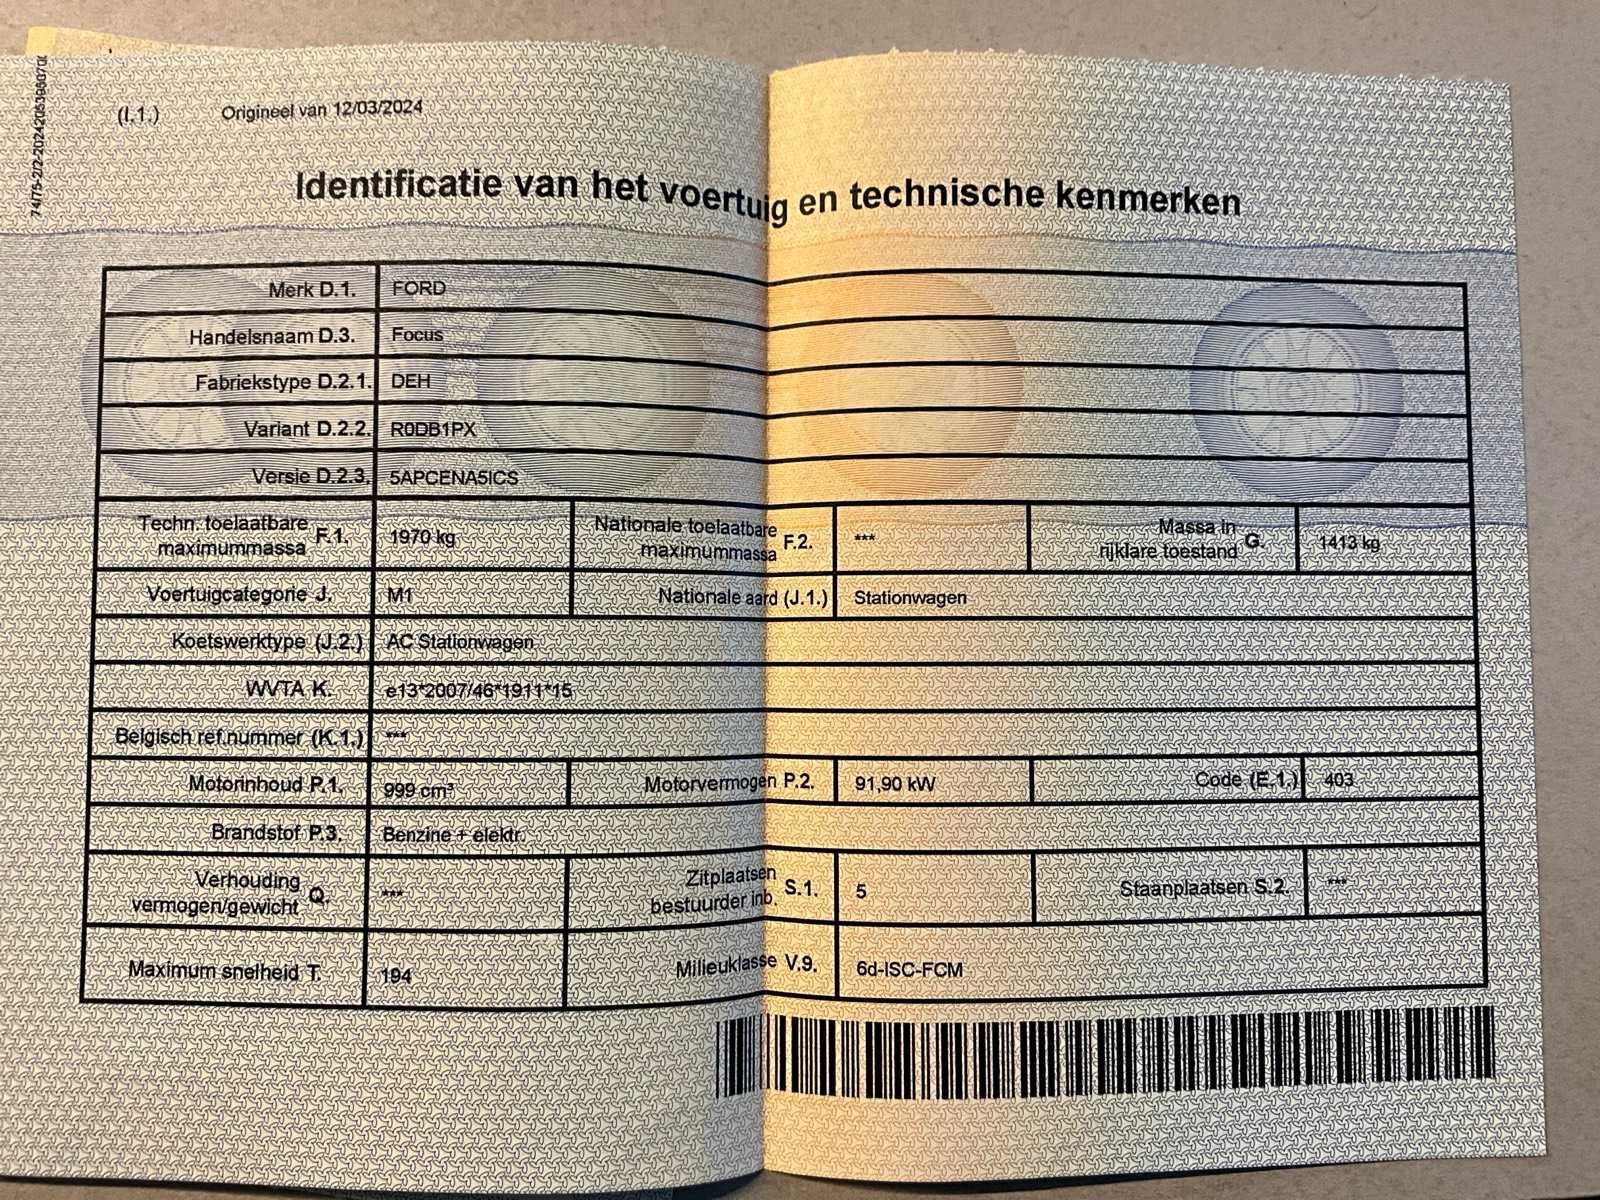 74/75-2/2-2024205396070
(I.1.) Origineel van 12/03/2024
Identificatie van het voertuig en technische kenmerken
Merk D.1. FORD
Handelsnaam D.3. Focus
Fabriekstype D.2.1. DEH
Variant D.2.2. R0DB1PX
Versie D.2.3. 5APCENA5ICS
Techn. toelaatbare maximummassa F.1. 1970 kg Nationale toelaatbare maximummassa F.2. *** Massa in rijklare toestand G. 1413 kg
Voertuigcategorie J. M1 Nationale aard (J.1.) Stationwagen
Koetswerktype (J.2.) AC Stationwagen
WVTA K. e13*2007/46*1911*15
Belgisch ref.nummer (K.1.) ***
Motorinhoud P.1. 999 cm³ Motorvermogen P.2. 91,90 kW Code (E.1.) 403
Brandstof P.3. Benzine + elektr.
Verhouding vermogen/gewicht Q. *** Zitplaatsen bestuurder inb. S.1. 5 Staanplaatsen S.2. ***
Maximum snelheid T. 194 Milieuklasse V.9. 6d-ISC-FCM